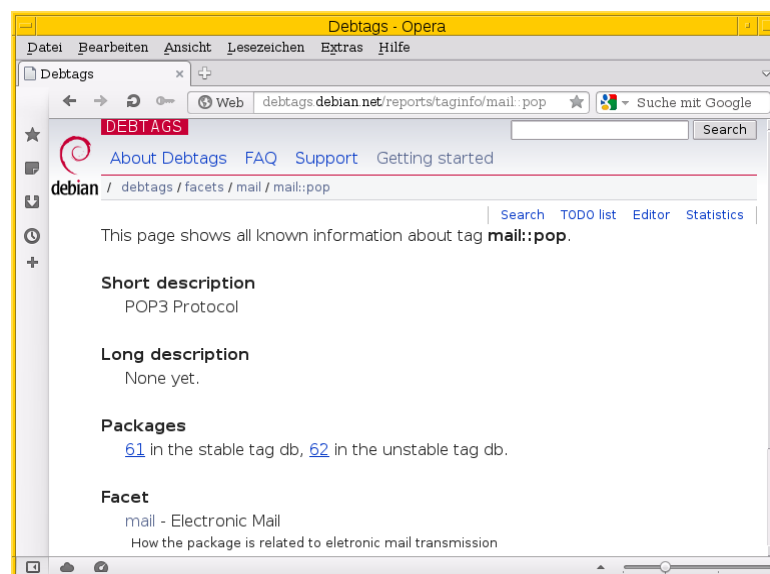 Debtags - Opera
Datei Bearbeiten Ansicht Lesezeichen Extras Hilfe
Debtags
Web debtags.debian.net/reports/taginfo/mail::pop Suche mit Google
DEBTAGS
Search
About Debtags FAQ Support Getting started
debian / debtags / facets / mail / mail::pop
Search TODO list Editor Statistics
This page shows all known information about tag mail::pop.
Short description
POP3 Protocol
Long description
None yet.
Packages
61 in the stable tag db, 62 in the unstable tag db.
Facet
mail - Electronic Mail
How the package is related to eletronic mail transmission